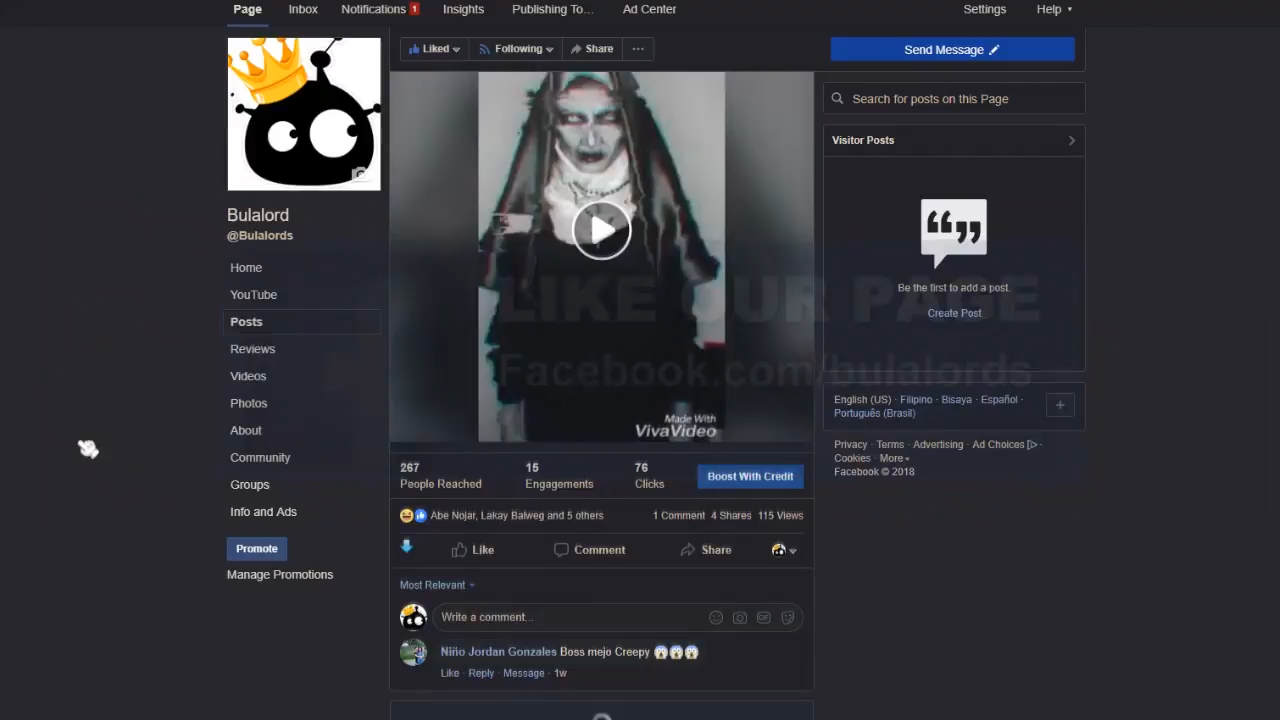 Page Inbox Notifications 1 Insights Publishing To... Ad Center Settings Help
Liked Following Share ... Send Message
Search for posts on this Page
Visitor Posts
Bulalord
@Bulalords
Home
YouTube
Posts
Reviews
Videos
Photos
About
Community
Groups
Info and Ads
Promote
Manage Promotions
LIKE OUR PAGE
Facebook.com/bulalords
Made With
VivaVideo
267 15 76
People Reached Engagements Clicks Boost With Credit
Abe Nojar, Lakay Balweg and 5 others 1 Comment 4 Shares 115 Views
Like Comment Share
Most Relevant
Write a comment... GIF
Niño Jordan Gonzales Boss mejo Creepy 😱😱😱
Like · Reply · Message · 1w
Be the first to add a post.
Create Post
English (US) · Filipino · Bisaya · Español ·
Português (Brasil)
Privacy · Terms · Advertising · Ad Choices ·
Cookies · More
Facebook © 2018